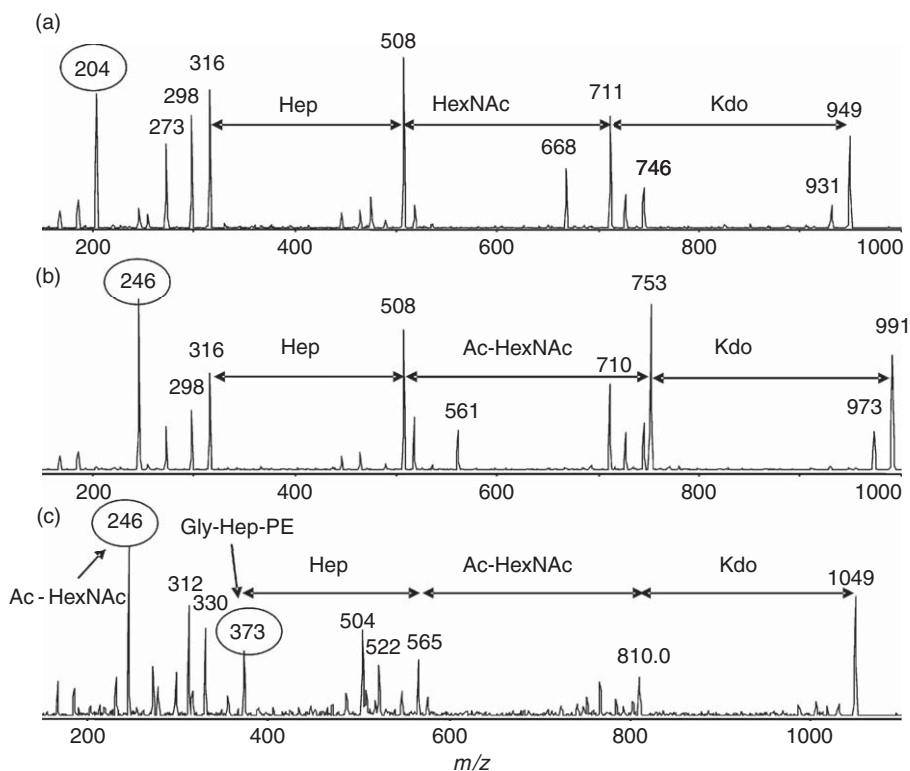 (a)
204
273
298
316
508
668
711
746
931
949
Hep
HexNAc
Kdo
200
400
600
800
1000
(b)
246
298
316
508
561
710
753
973
991
Hep
Ac-HexNAc
Kdo
200
400
600
800
1000
(c)
246
Ac - HexNAc
312
330
Gly-Hep-PE
373
504
522
565
810.0
1049
Hep
Ac-HexNAc
Kdo
200
400
600
800
1000
m/z